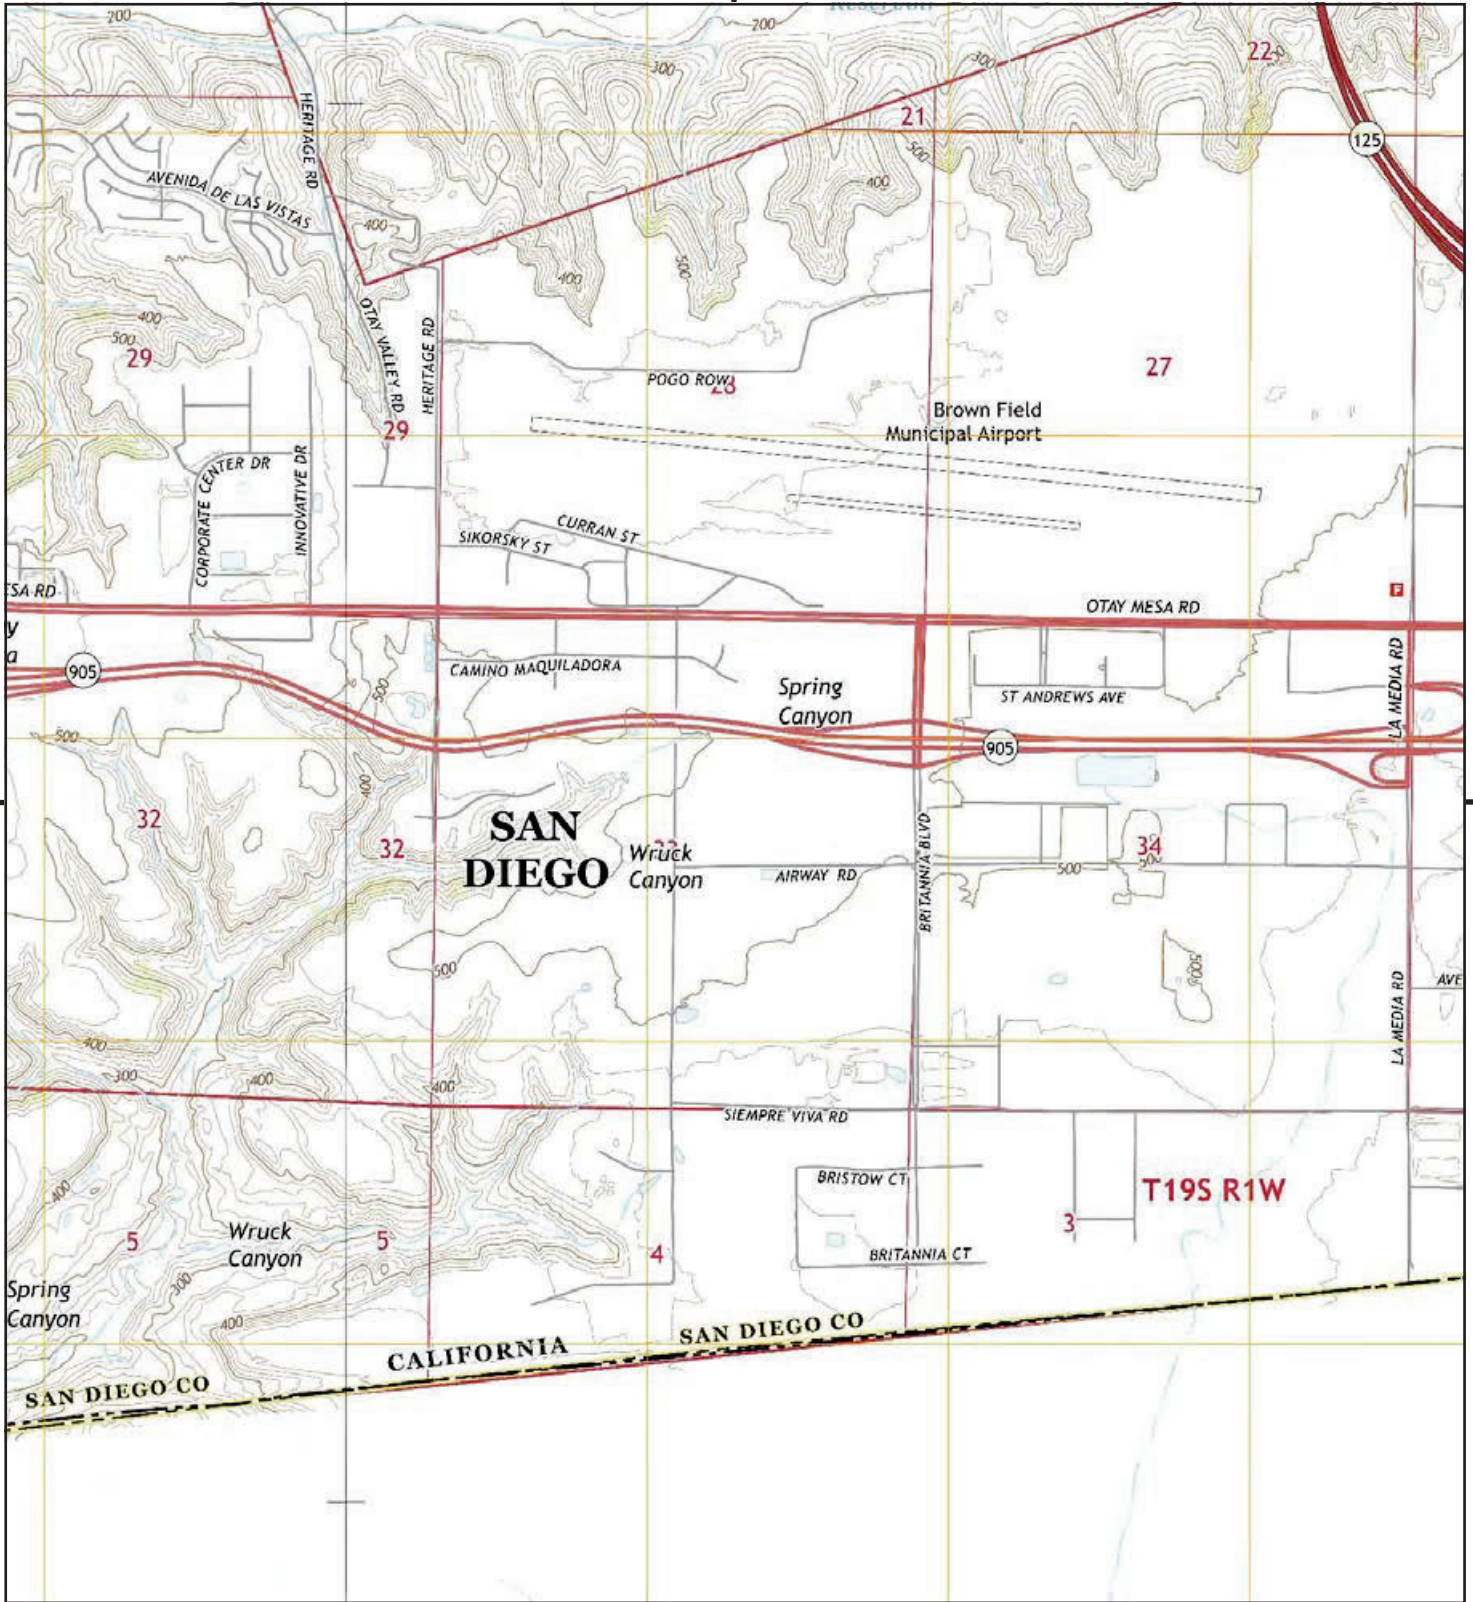 200
200
300
300
22
21
500
125
HERITAGE RD
400
AVENIDA DE LAS VISTAS
400
400
500
OTAY VALLEY RD
HERITAGE RD
400
500
29
27
POGO ROW
28
Brown Field
Municipal Airport
29
CORPORATE CENTER DR
INNOVATIVE DR
CURRAN ST
SIKORSKY ST
ESA RD
F
OTAY MESA RD
y
a
905
CAMINO MAQUILADORA
500
Spring
Canyon
ST ANDREWS AVE
LA MEDIA RD
500
905
400
32
32
SAN
DIEGO
Wruck
Canyon
AIRWAY RD
BRITANNIA BLVD
34
500
500
500
500
AVE
LA MEDIA RD
400
300
400
400
SIEMPRE VIVA RD
BRISTOW CT
T19S R1W
400
3
5
Wruck
Canyon
5
4
BRITANNIA CT
Spring
Canyon
300
400
SAN DIEGO CO
CALIFORNIA
SAN DIEGO CO